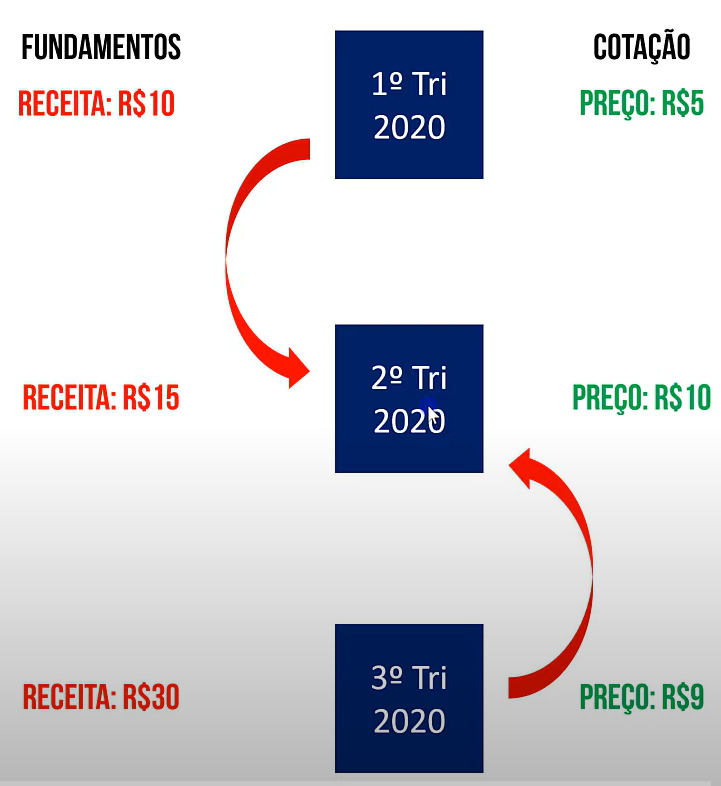 FUNDAMENTOS
COTAÇÃO
RECEITA: R$10
1º Tri
2020
PREÇO: R$5
RECEITA: R$15
2º Tri
2020
PREÇO: R$10
RECEITA: R$30
3º Tri
2020
PREÇO: R$9